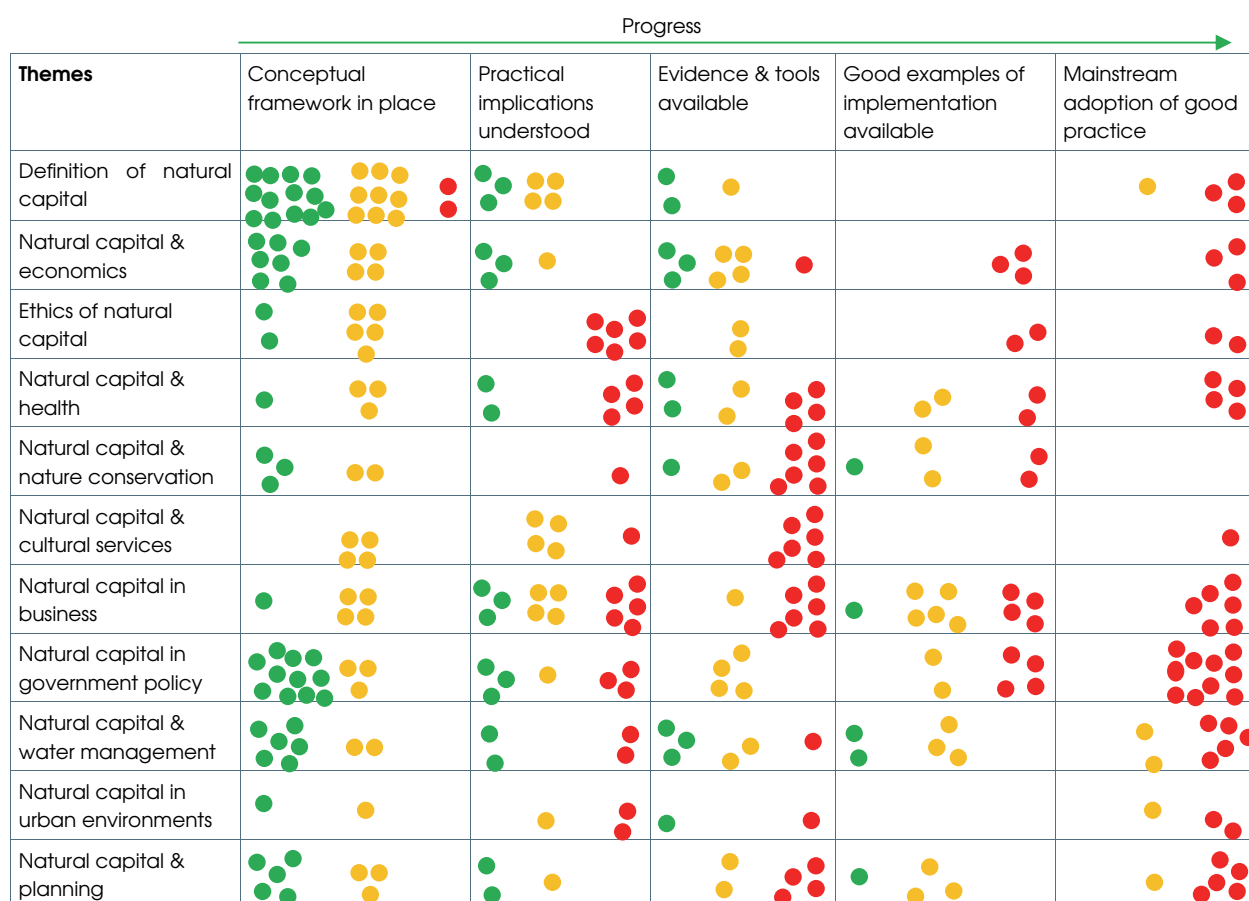 Progress
Themes
Conceptual
framework in place
Practical
implications
understood
Evidence & tools
available
Good examples of
implementation
available
Mainstream
adoption of good
practice
Definition of natural
capital
Natural capital &
economics
Ethics of natural
capital
Natural capital &
health
Natural capital &
nature conservation
Natural capital &
cultural services
Natural capital in
business
Natural capital in
government policy
Natural capital &
water management
Natural capital in
urban environments
Natural capital &
planning